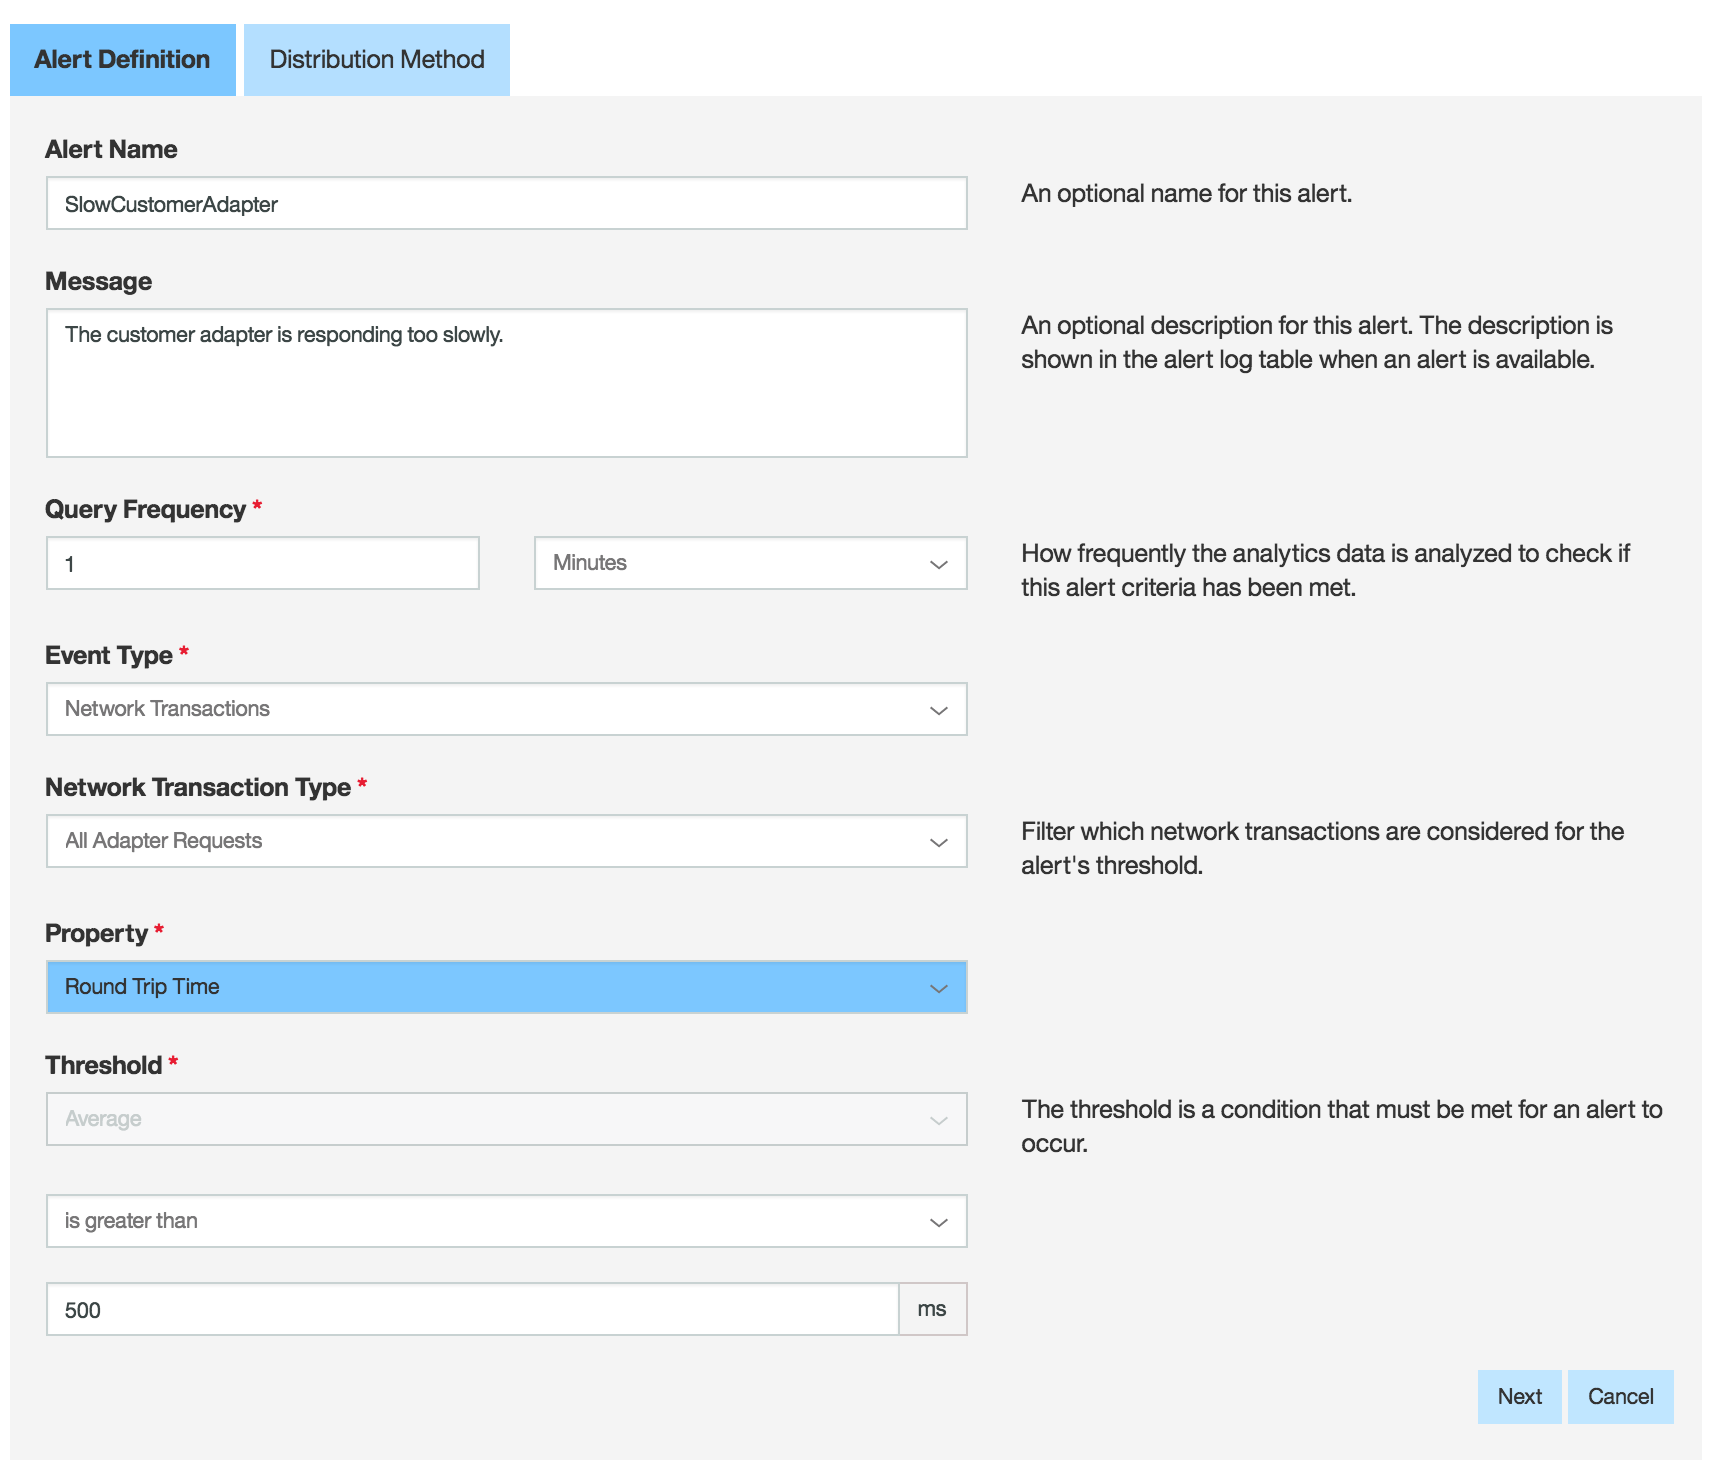 Alert Definition
Distribution Method
Alert Name
SlowCustomerAdapter
An optional name for this alert.
Message
The customer adapter is responding too slowly.
An optional description for this alert. The description is
shown in the alert log table when an alert is available.
Query Frequency *
1
Minutes
How frequently the analytics data is analyzed to check if
this alert criteria has been met.
Event Type *
Network Transactions
Network Transaction Type *
All Adapter Requests
Filter which network transactions are considered for the
alert's threshold.
Property *
Round Trip Time
Threshold *
Average
The threshold is a condition that must be met for an alert to
occur.
is greater than
500
ms
Next
Cancel